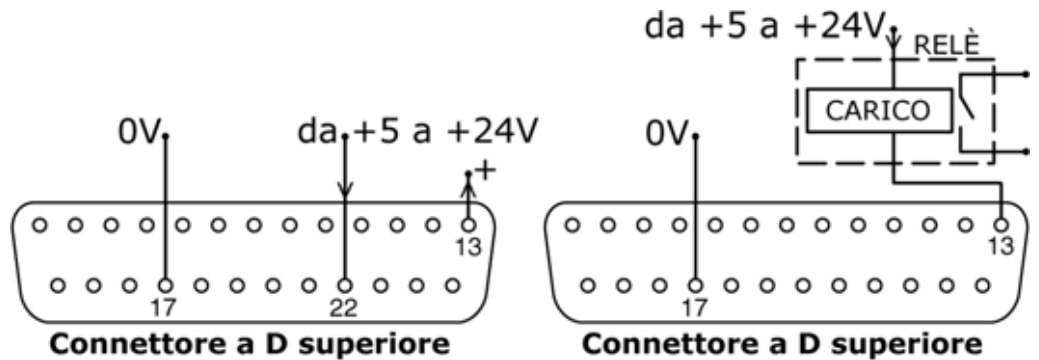 da +5 a +24V
RELÈ
CARICO
0V
da +5 a +24V
+
0V
13
13
17
22
17
Connettore a D superiore
Connettore a D superiore